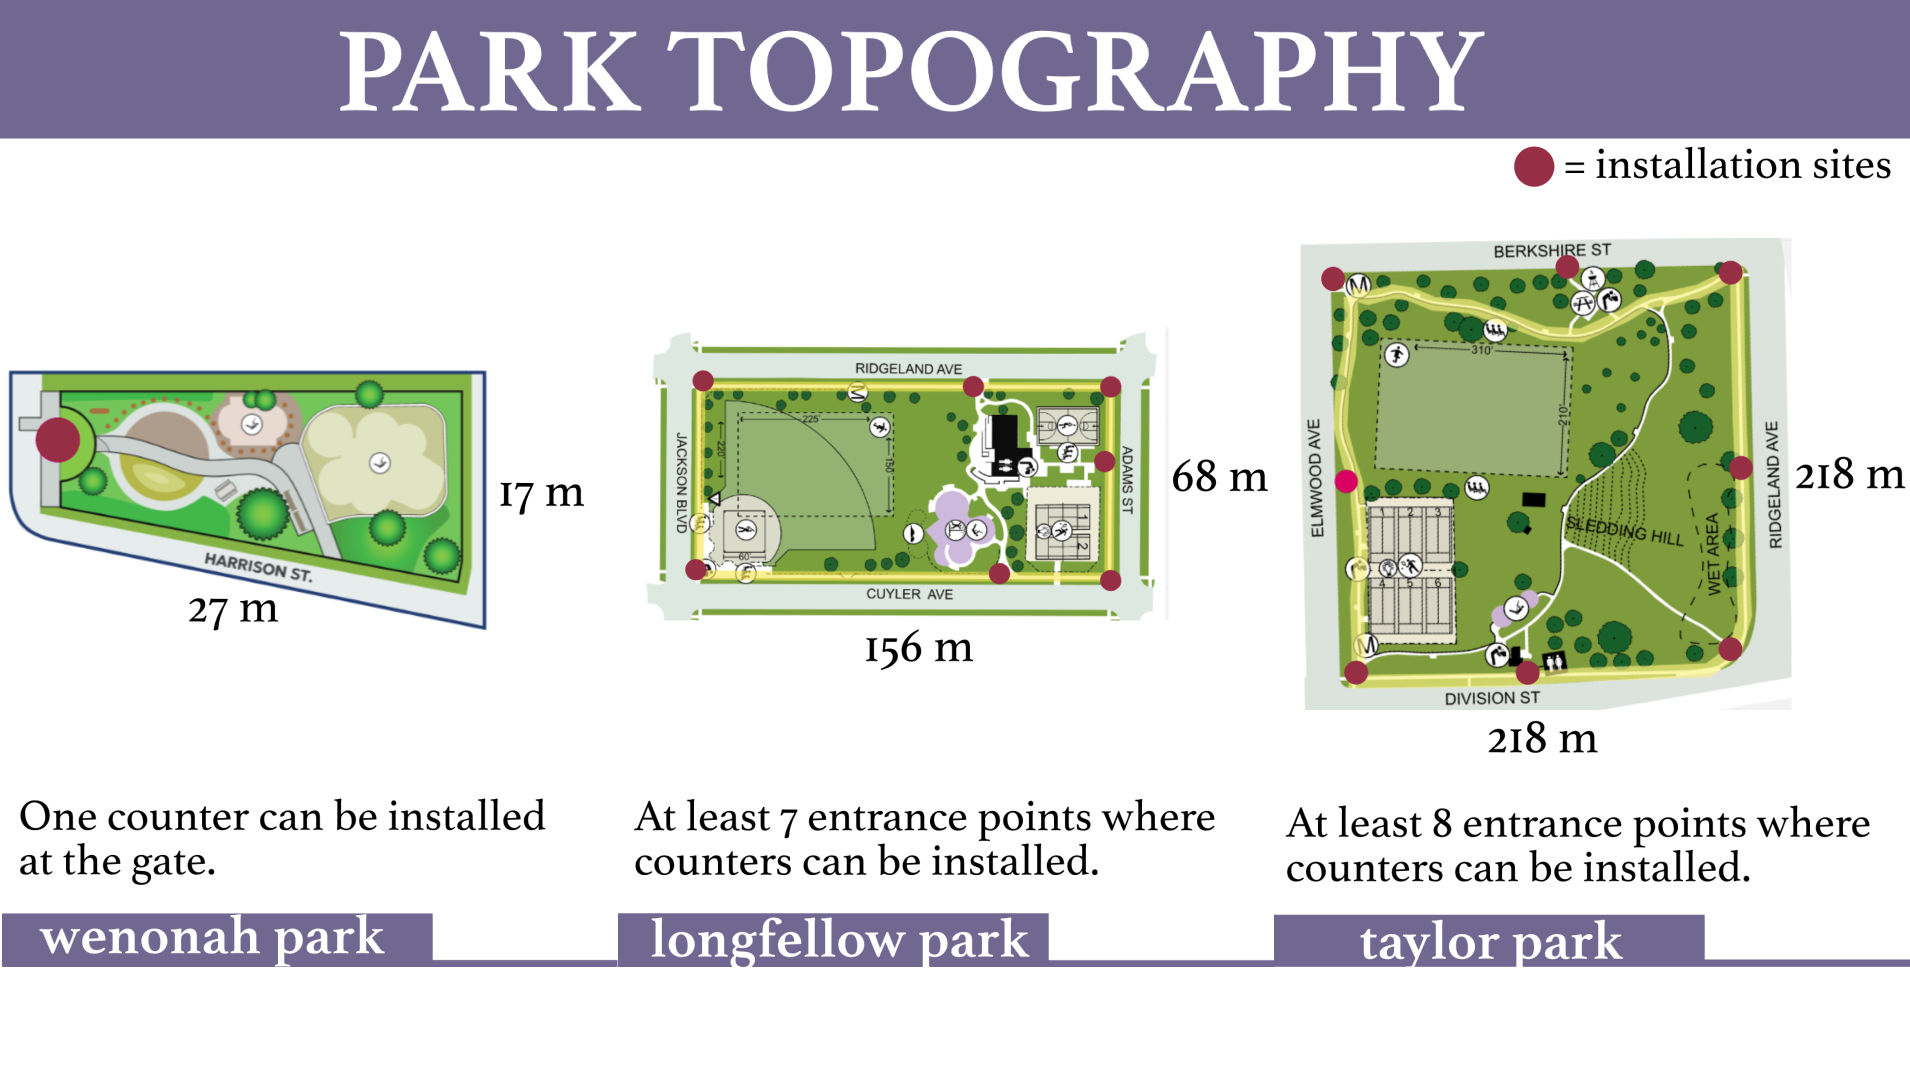 PARK TOPOGRAPHY
= installation sites
HARRISON ST.
17 m
27 m
One counter can be installed
at the gate.
wenonah park
RIDGELAND AVE
M
225'
220'
150'
JACKSON BLVD
ADAMS ST
60'
1
2
CUYLER AVE
68 m
156 m
At least 7 entrance points where
counters can be installed.
longfellow park
BERKSHIRE ST
M
310'
210'
ELMWOOD AVE
RIDGELAND AVE
2 3
SLEDDING HILL
WET AREA
4 5 6
M
DIVISION ST
218 m
218 m
At least 8 entrance points where
counters can be installed.
taylor park